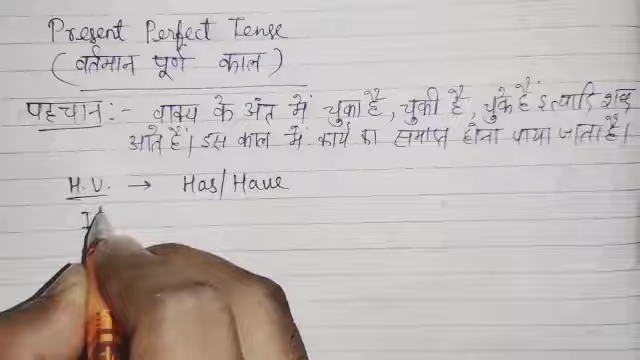 Present Perfect Tense
(वर्तमान पूर्ण काल)
पहचान :- वाक्य के अंत में चुका है, चुकी है, चुके हैं इत्यादि शब्द
आते हैं। इस काल में कार्य का समाप्त होना पाया जाता है।
H.V. → Has/Have
I